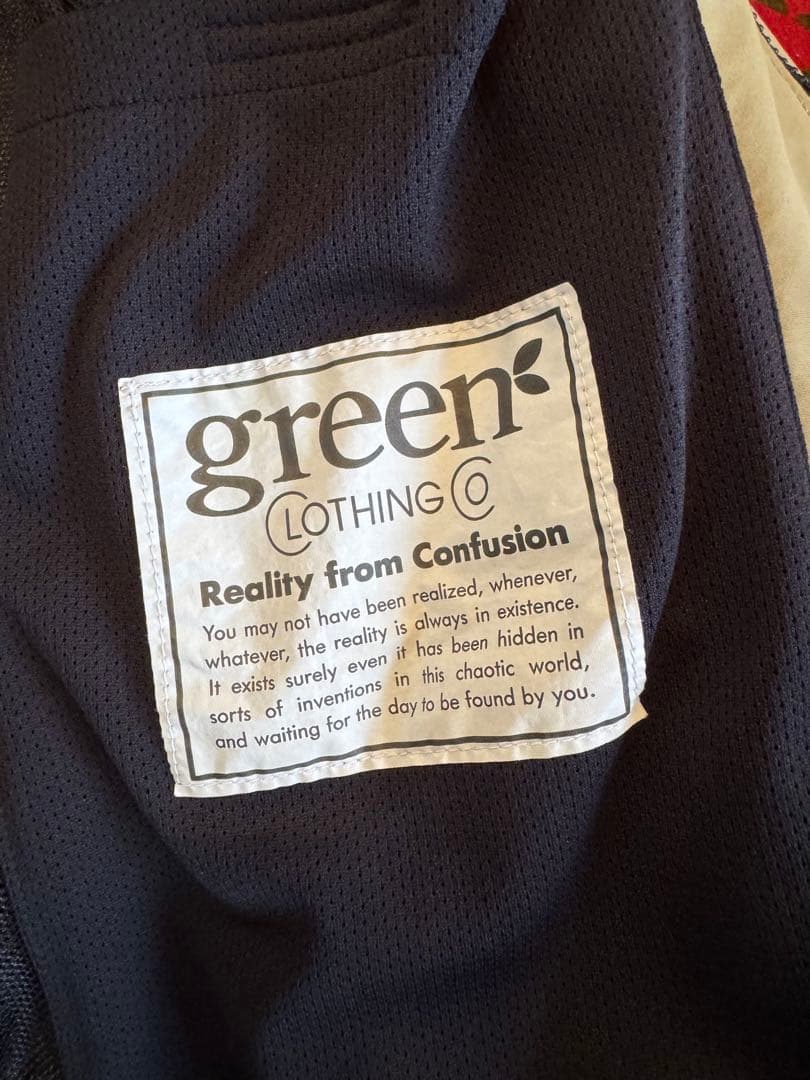 green
CLOTHING CO
Reality from Confusion
You may not have been realized, whenever,
whatever, the reality is always in existence.
It exists surely even it has been hidden in
sorts of inventions in this chaotic world,
and waiting for the day to be found by you.